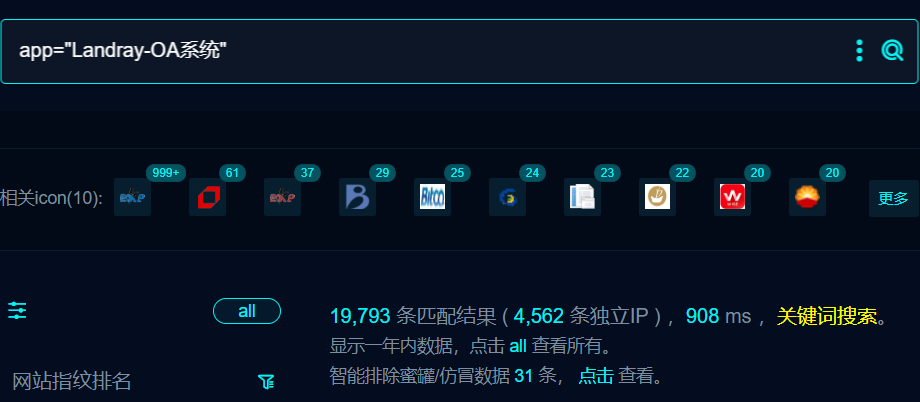 app="Landray-OA系统"
999+ 61 37 29 25 24 23 22 20 20
相关icon(10): Bitco 更多
all
19,793 条匹配结果 ( 4,562 条独立IP ) ，908 ms ，关键词搜索。
显示一年内数据，点击 all 查看所有。
智能排除蜜罐/仿冒数据 31 条， 点击 查看。
网站指纹排名